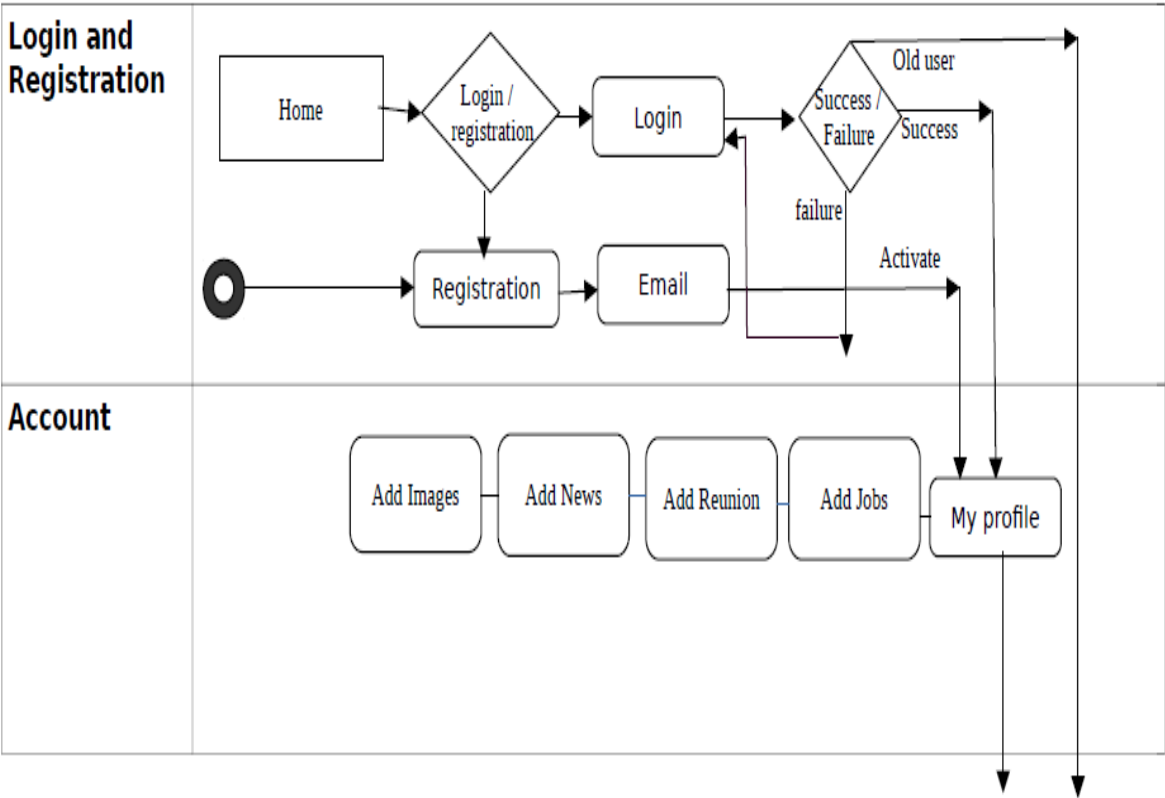 Login and
Registration
Home
Login /
registration
Login
Success /
Failure
Old user
Success
failure
Registration
Email
Activate
Account
Add Images
Add News
Add Reunion
Add Jobs
My profile